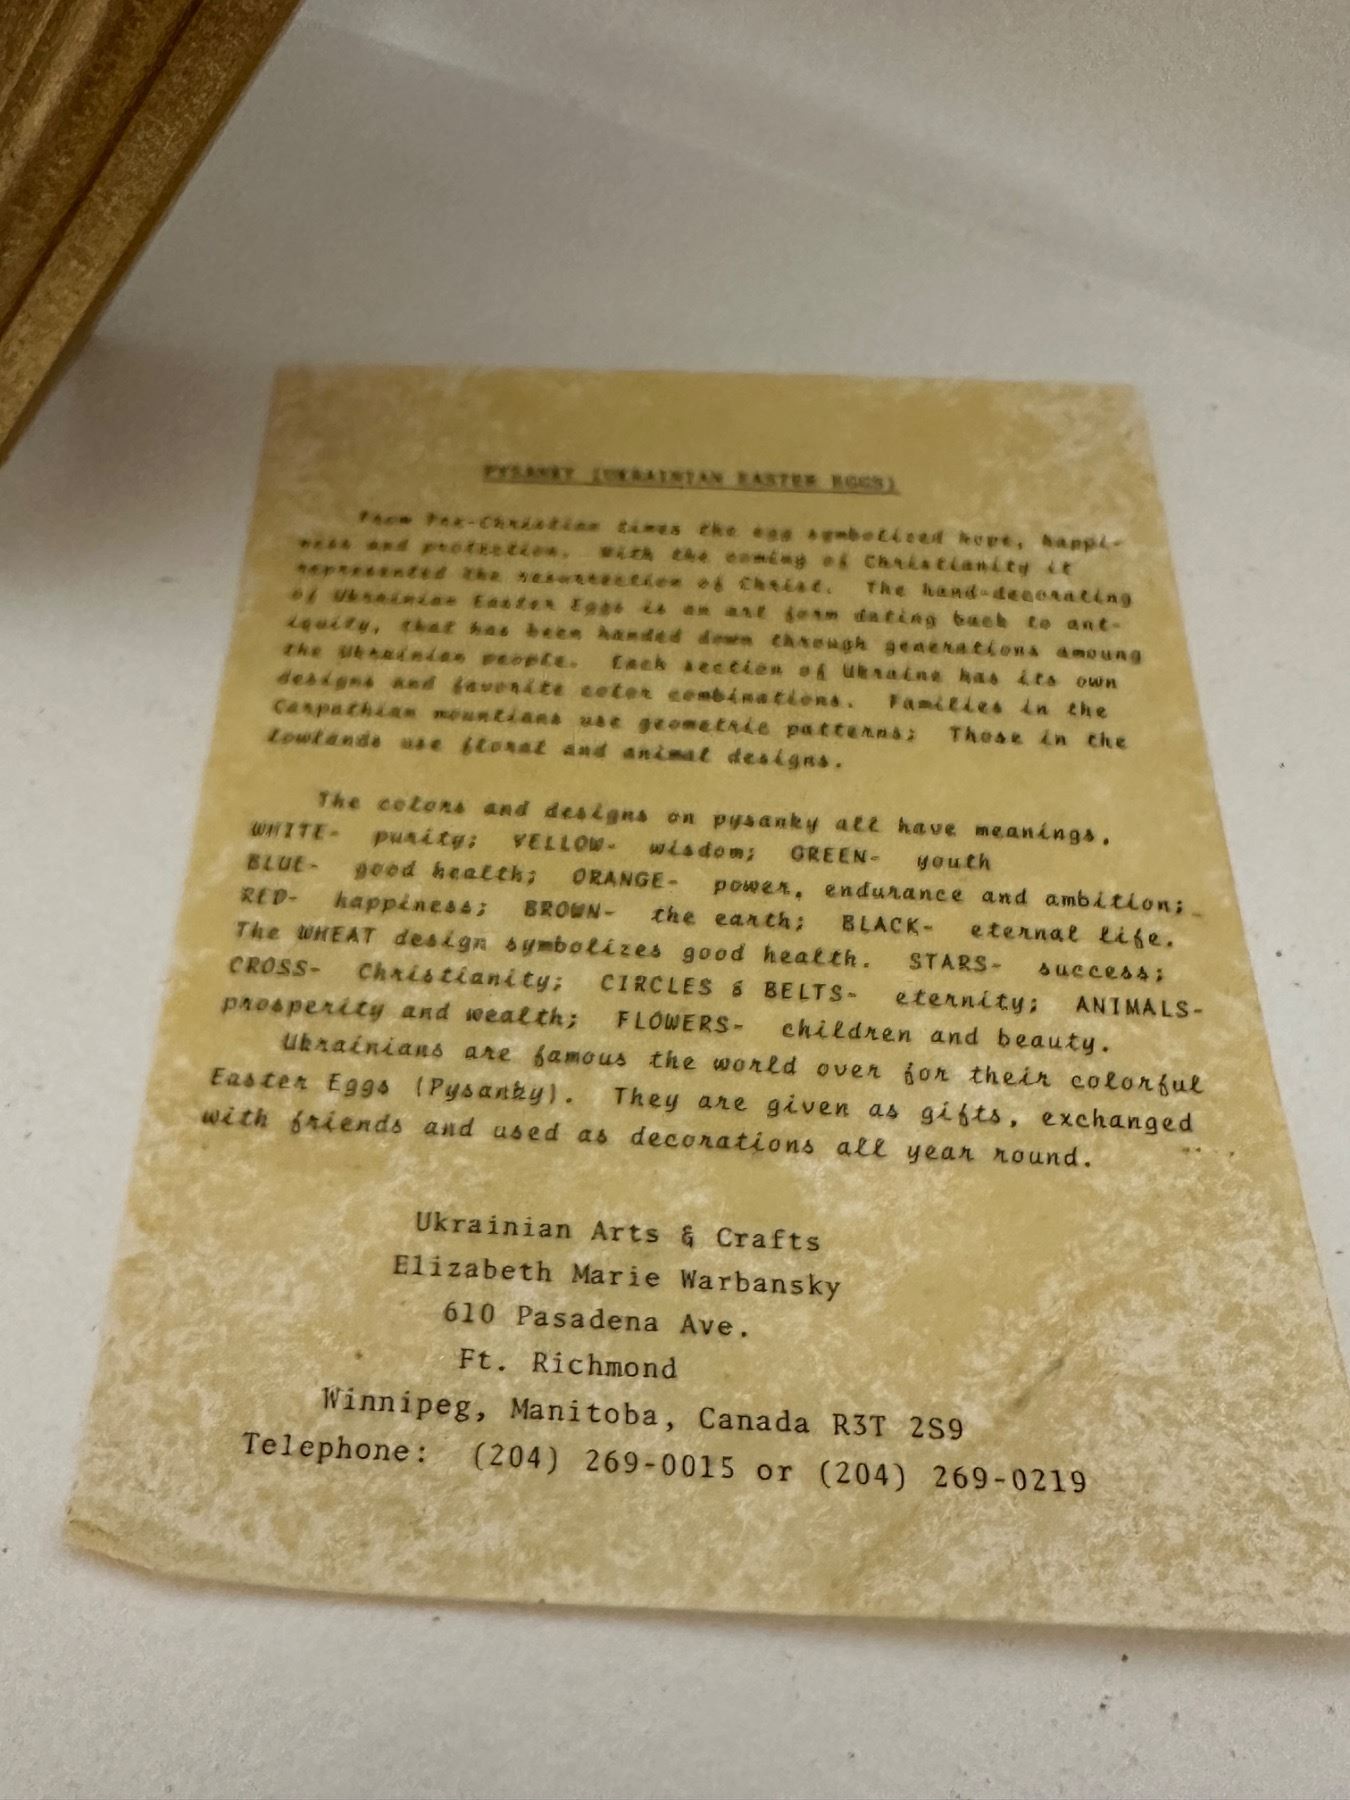 PYSANKY (UKRAINIAN EASTER EGGS)
From Pre-Christian times the egg symbolized hope, happi-
ness and protection. With the coming of Christianity it
represented the resurrection of Christ. The hand-decorating
of Ukrainian Easter Eggs is an art form dating back to ant-
iquity, that has been handed down through generations amoung
the Ukrainian people. Each section of Ukraine has its own
designs and favorite color combinations. Families in the
Carpathian mountians use geometric patterns; Those in the
lowlands use floral and animal designs.
The colors and designs on pysanky all have meanings.
WHITE- purity; YELLOW- wisdom; GREEN- youth
BLUE- good health; ORANGE- power, endurance and ambition;
RED- happiness; BROWN- the earth; BLACK- eternal life.
The WHEAT design symbolizes good health. STARS- success;
CROSS- Christianity; CIRCLES & BELTS- eternity; ANIMALS-
prosperity and wealth; FLOWERS- children and beauty.
Ukrainians are famous the world over for their colorful
Easter Eggs (Pysanky). They are given as gifts, exchanged
with friends and used as decorations all year round.
Ukrainian Arts & Crafts
Elizabeth Marie Warbansky
610 Pasadena Ave.
Ft. Richmond
Winnipeg, Manitoba, Canada R3T 2S9
Telephone: (204) 269-0015 or (204) 269-0219